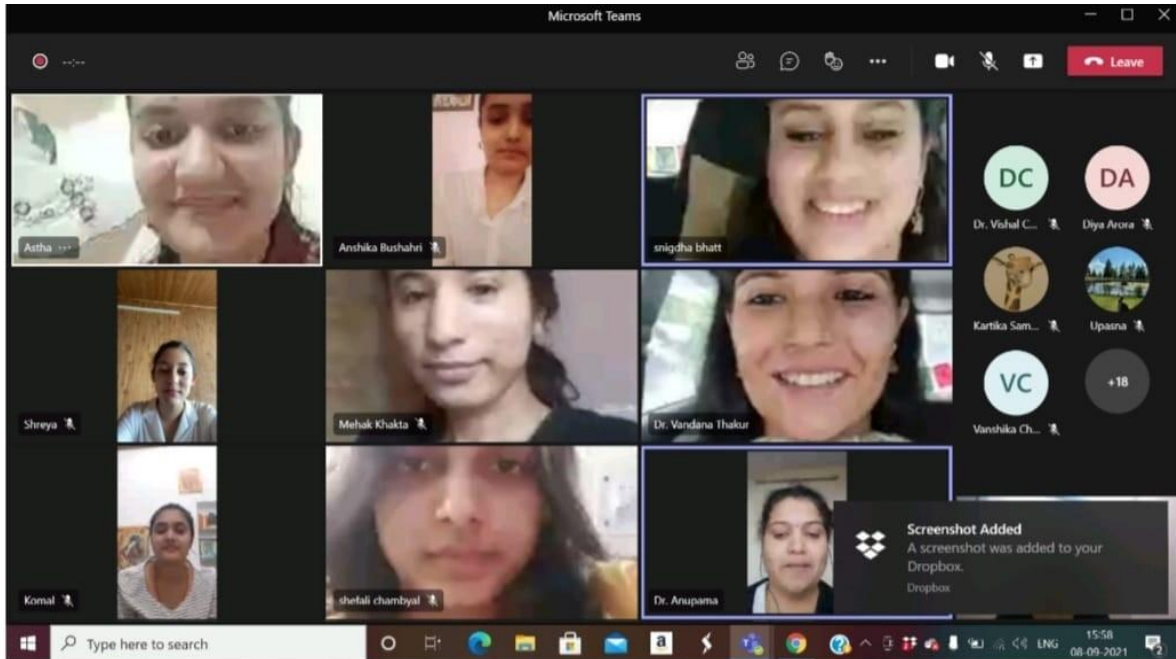 Microsoft Teams
--:--
Leave
Astha ...
Anshika Bushahri
snigdha bhatt
DC
DA
Dr. Vishal C...
Diya Arora
Kartika Sam...
Upasna
Shreya
Mehak Khakta
Dr. Vandana Thakur
VC
+18
Vanshika Ch...
Komal
shefali chambyal
Dr. Anupama
Screenshot Added
A screenshot was added to your
Dropbox.
Dropbox
Type here to search
a
LNG
15:58
08-09-2021
2